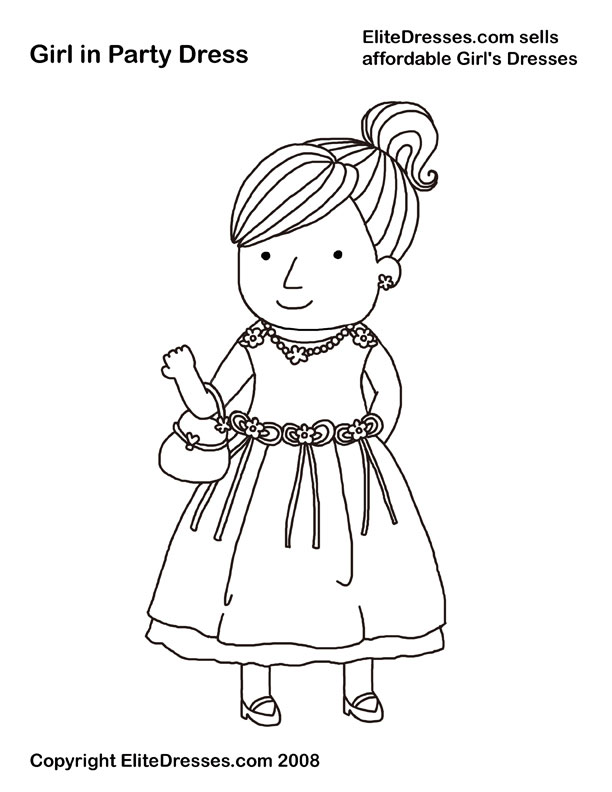 Girl in Party Dress
EliteDresses.com sells
affordable Girl's Dresses
Copyright EliteDresses.com 2008